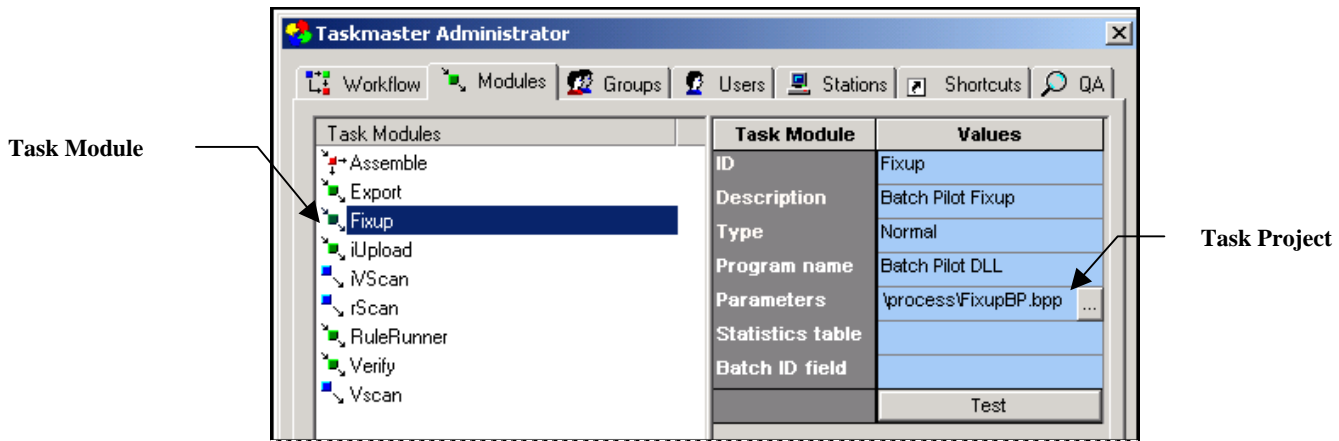 Taskmaster Administrator
Workflow Modules Groups Users Stations Shortcuts QA
Task Module
Task Modules
Assemble
Export
Fixup
iUpload
iVScan
rScan
RuleRunner
Verify
Vscan
Task Module Values
ID Fixup
Description Batch Pilot Fixup
Type Normal
Program name Batch Pilot DLL
Parameters \process\FixupBP.bpp ...
Statistics table
Batch ID field
Test
Task Project